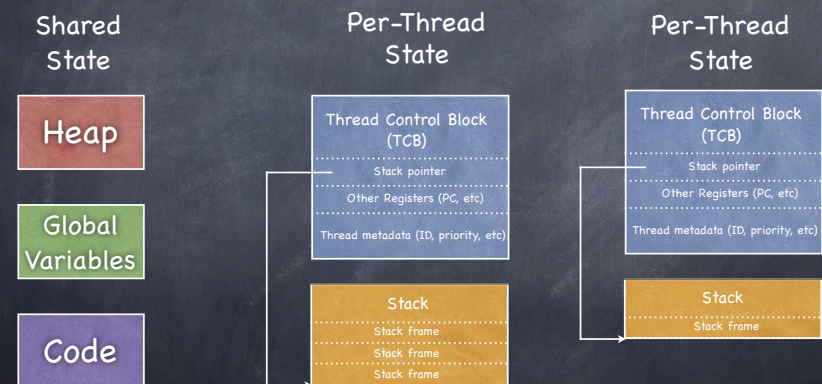 Shared
State
Heap
Global
Variables
Code
Per-Thread
State
Thread Control Block
(TCB)
Stack pointer
Other Registers (PC, etc)
Thread metadata (ID, priority, etc)
Stack
Stack frame
Stack frame
Stack frame
Per-Thread
State
Thread Control Block
(TCB)
Stack pointer
Other Registers (PC, etc)
Thread metadata (ID, priority, etc)
Stack
Stack frame